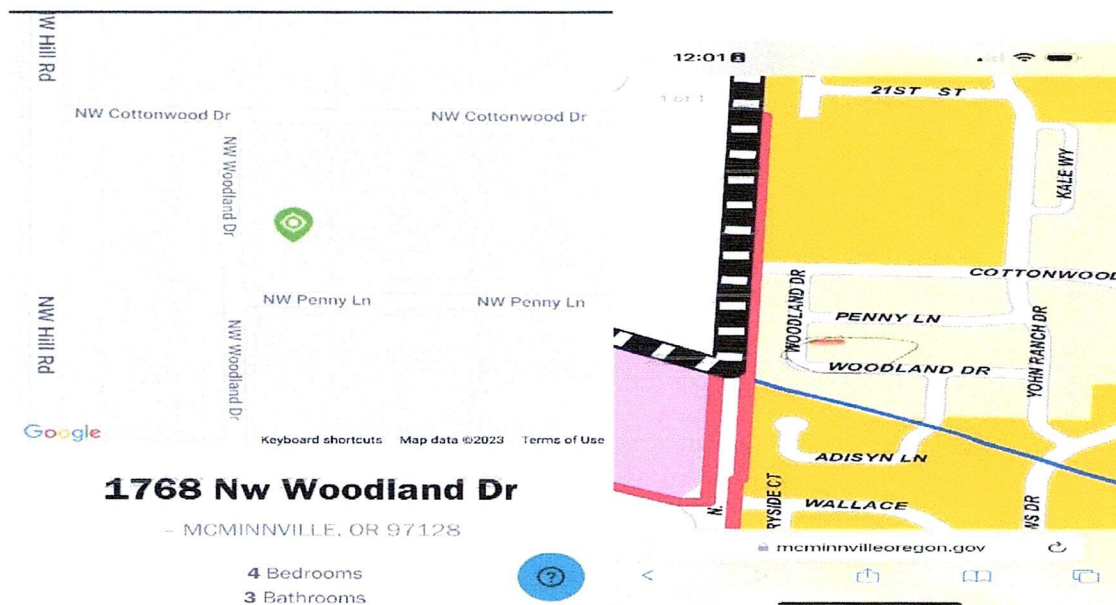 W Hill Rd
NW Cottonwood Dr
NW Cottonwood Dr
NW Woodland Dr
NW Penny Ln
NW Penny Ln
NW Hill Rd
NW Woodland Dr
Google
Keyboard shortcuts Map data ©2023 Terms of Use
1768 Nw Woodland Dr
– MCMINNVILLE, OR 97128
4 Bedrooms
3 Bathrooms
12:01
1 of 1
21ST ST
KALE WY
COTTONWOOD
WOODLAND DR
PENNY LN
YOHN RANCH DR
WOODLAND DR
ADISYN LN
N.
RYSIDE CT
WALLACE
WS DR
mcminnvilleoregon.gov